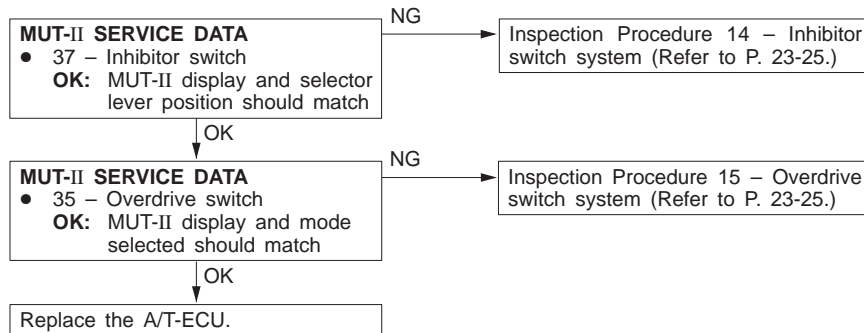 MUT-II SERVICE DATA
● 37 – Inhibitor switch
OK: MUT-II display and selector
lever position should match
NG
Inspection Procedure 14 – Inhibitor
switch system (Refer to P. 23-25.)
OK
MUT-II SERVICE DATA
● 35 – Overdrive switch
OK: MUT-II display and mode
selected should match
NG
Inspection Procedure 15 – Overdrive
switch system (Refer to P. 23-25.)
OK
Replace the A/T-ECU.